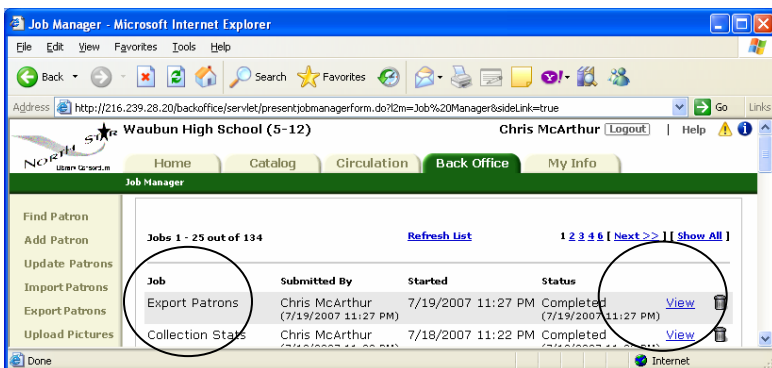 Job Manager - Microsoft Internet Explorer
File Edit View Favorites Tools Help
Back Search Favorites
Address http://216.239.28.20/backoffice/servlet/presentjobmanagerform.do?l2m=Job%20Manager&sideLink=true Go Links
NORTH STAR
Waubun High School (5-12) Chris McArthur Logout | Help
Home Catalog Circulation Back Office My Info
Job Manager
Find Patron
Add Patron
Update Patrons
Import Patrons
Export Patrons
Upload Pictures
Jobs 1 - 25 out of 134 Refresh List 1 2 3 4 6 [ Next >> ] [ Show All ]
Job Submitted By Started Status
Export Patrons Chris McArthur 7/19/2007 11:27 PM Completed View
(7/19/2007 11:27 PM) (7/19/2007 11:27 PM)
Collection Stats Chris McArthur 7/18/2007 11:22 PM Completed View
Done Internet